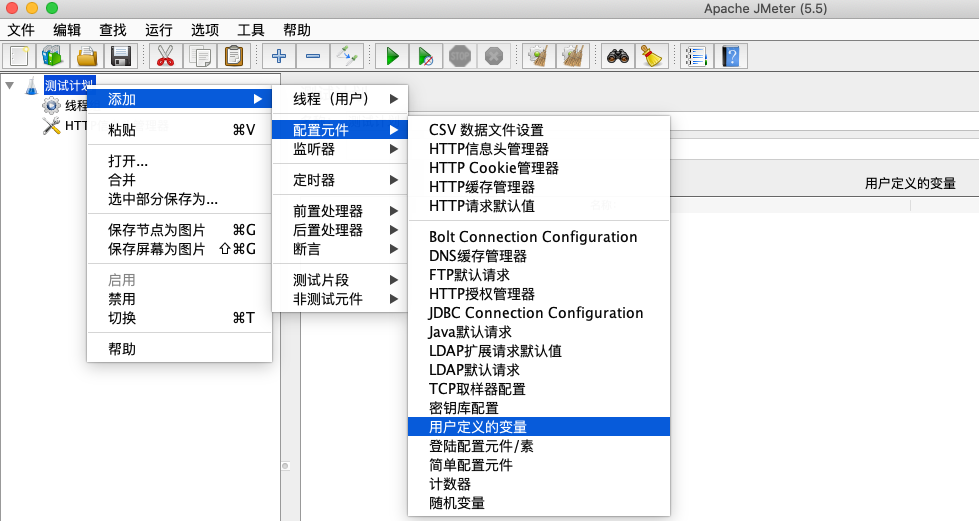 Apache JMeter (5.5)
文件 编辑 查找 运行 选项 工具 帮助
测试计划
线程
HTTP
添加
粘贴 ⌘V
打开...
合并
选中部分保存为...
保存节点为图片 ⌘G
保存屏幕为图片 ⇧⌘G
启用
禁用
切换 ⌘T
帮助
线程（用户）
配置元件
监听器
定时器
前置处理器
后置处理器
断言
测试片段
非测试元件
CSV 数据文件设置
HTTP信息头管理器
HTTP Cookie管理器
HTTP缓存管理器
HTTP请求默认值
Bolt Connection Configuration
DNS缓存管理器
FTP默认请求
HTTP授权管理器
JDBC Connection Configuration
Java默认请求
LDAP扩展请求默认值
LDAP默认请求
TCP取样器配置
密钥库配置
用户定义的变量
登陆配置元件/素
简单配置元件
计数器
随机变量
用户定义的变量